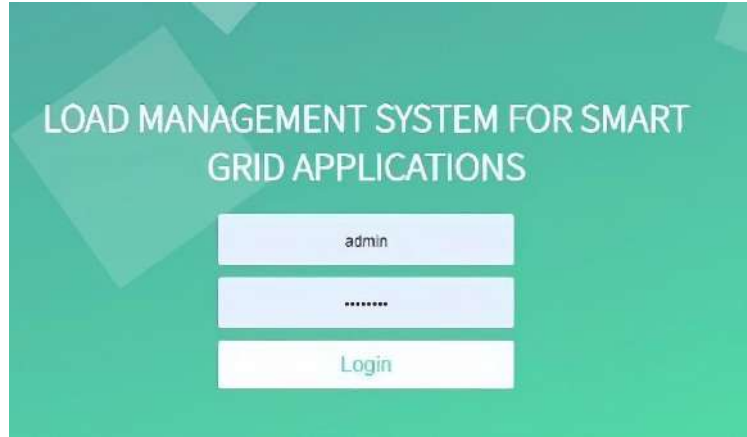 LOAD MANAGEMENT SYSTEM FOR SMART
GRID APPLICATIONS
admin
••••••••
Login